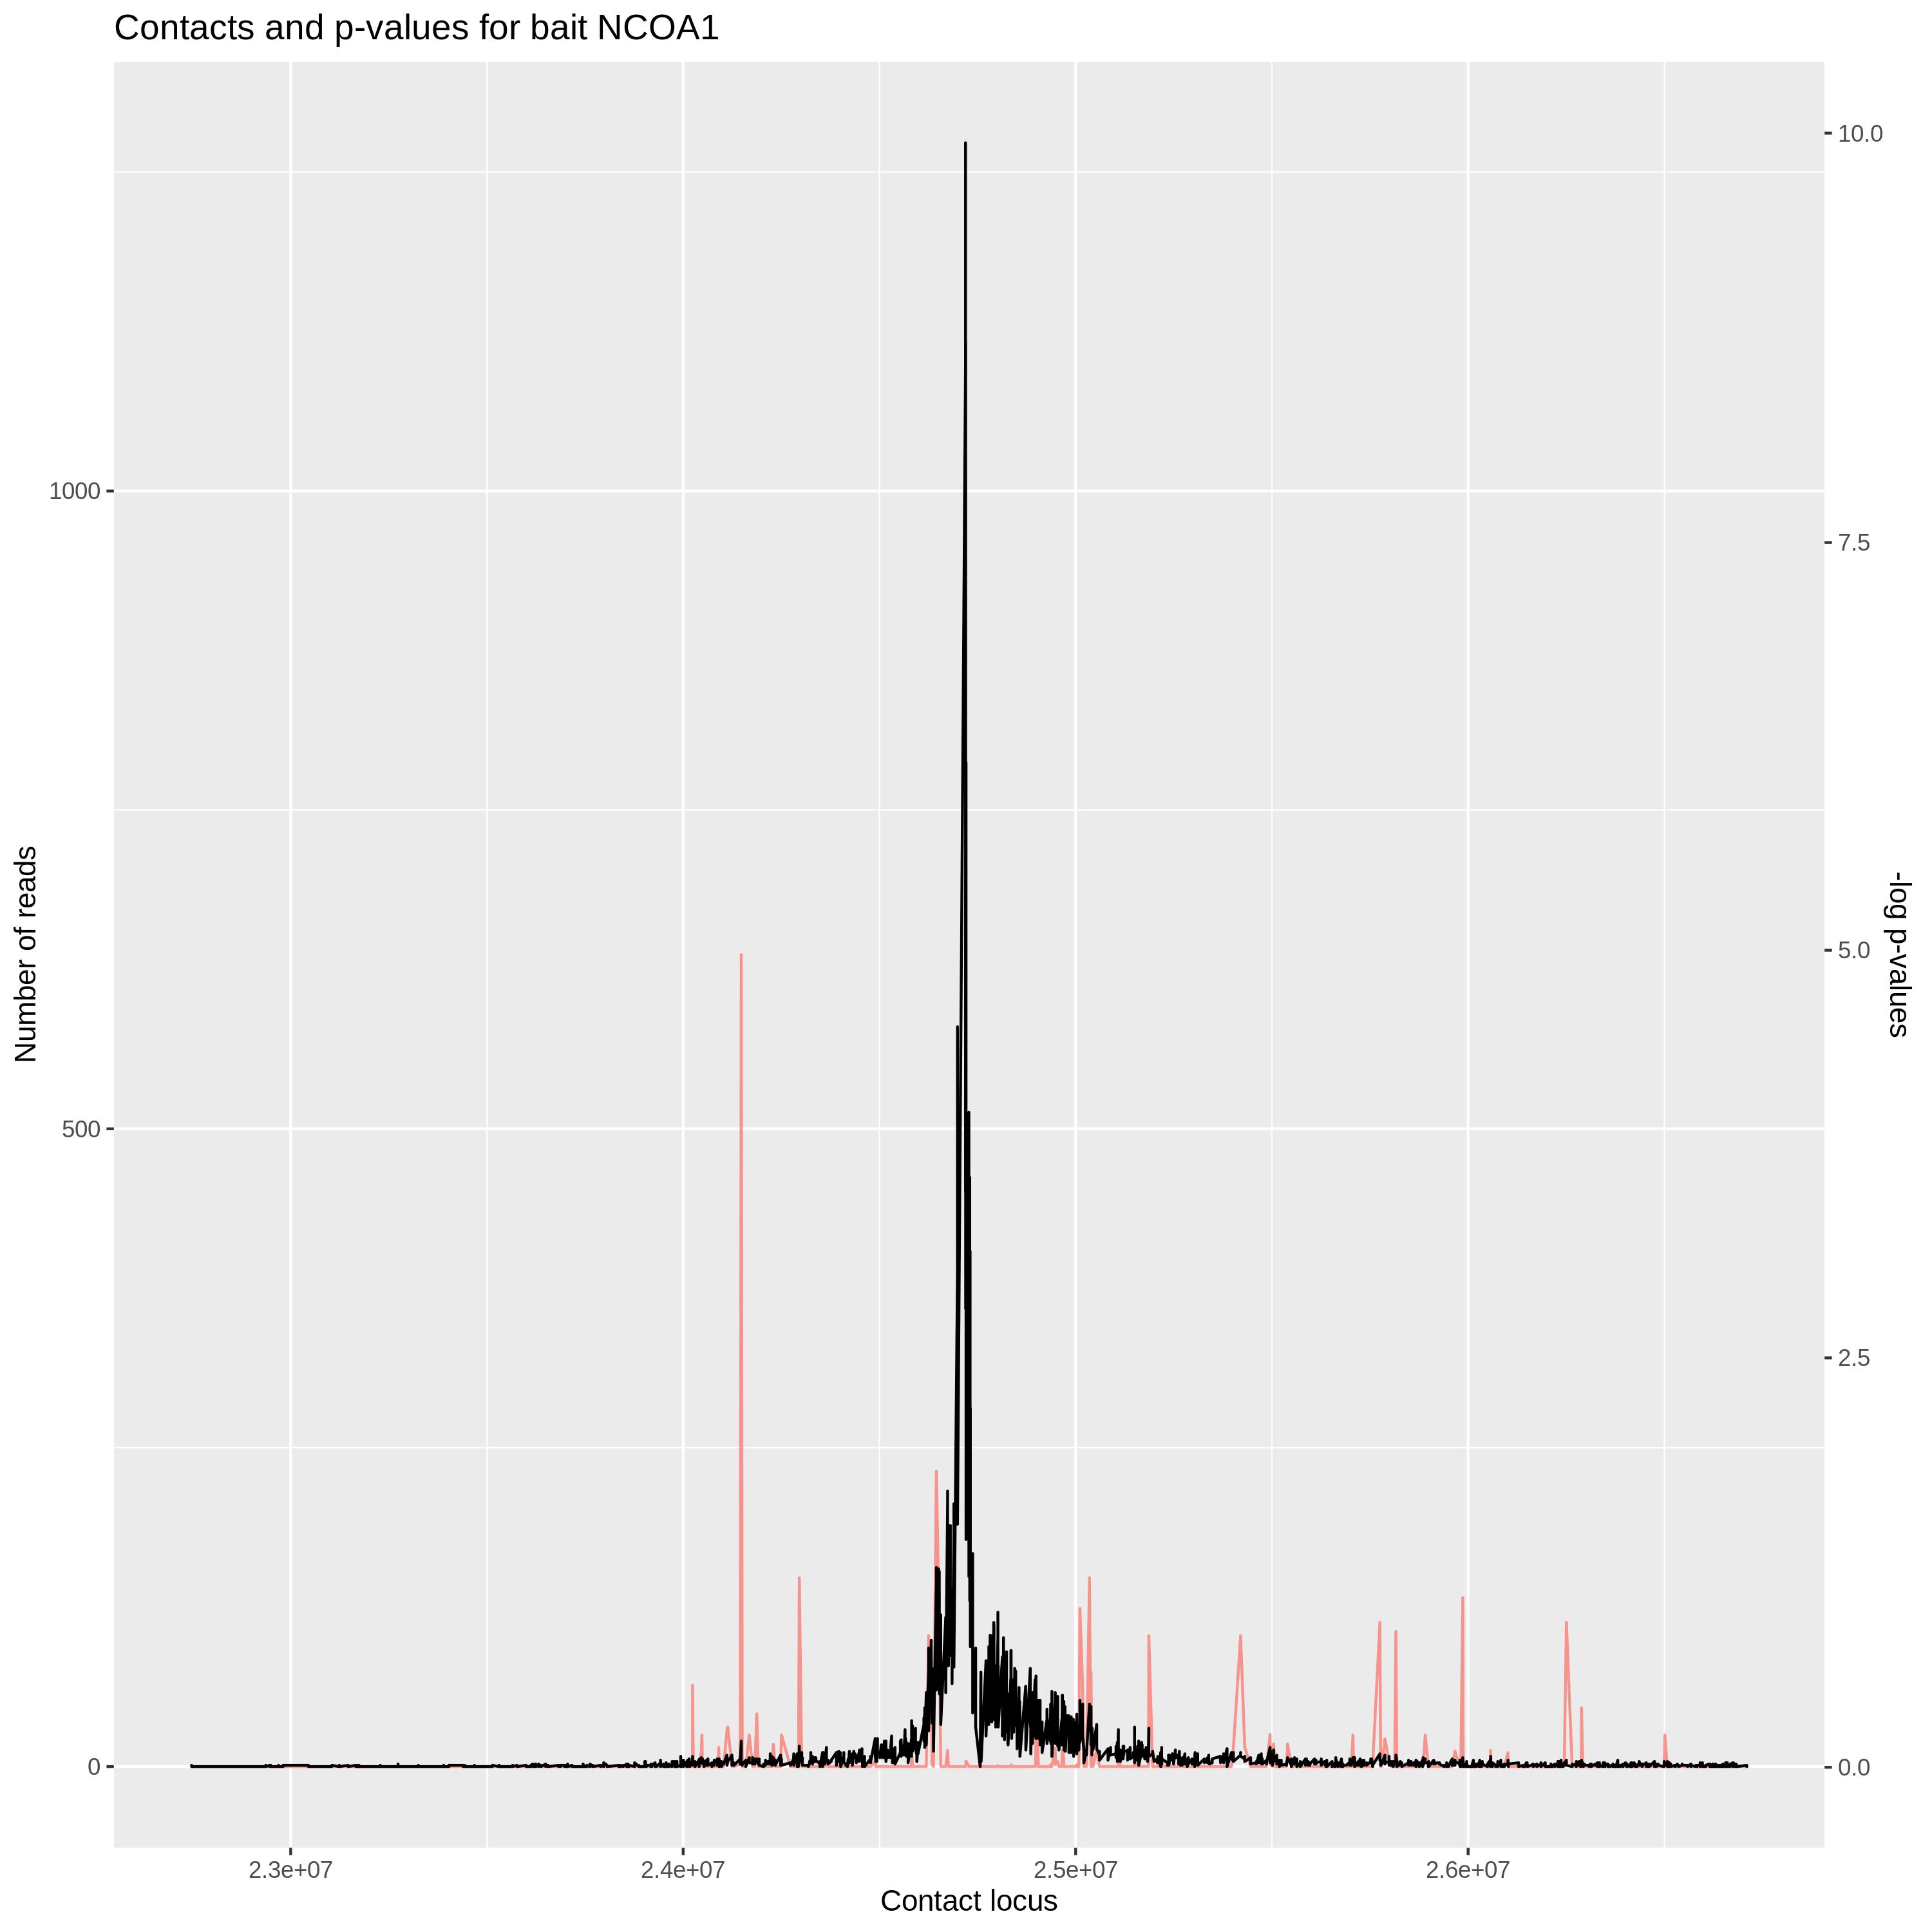 Contacts and p-values for bait NCOA1
10.0
1000
7.5
Number of reads
5.0
-log p-values
500
2.5
0
0.0
2.3e+07 2.4e+07 2.5e+07 2.6e+07
Contact locus